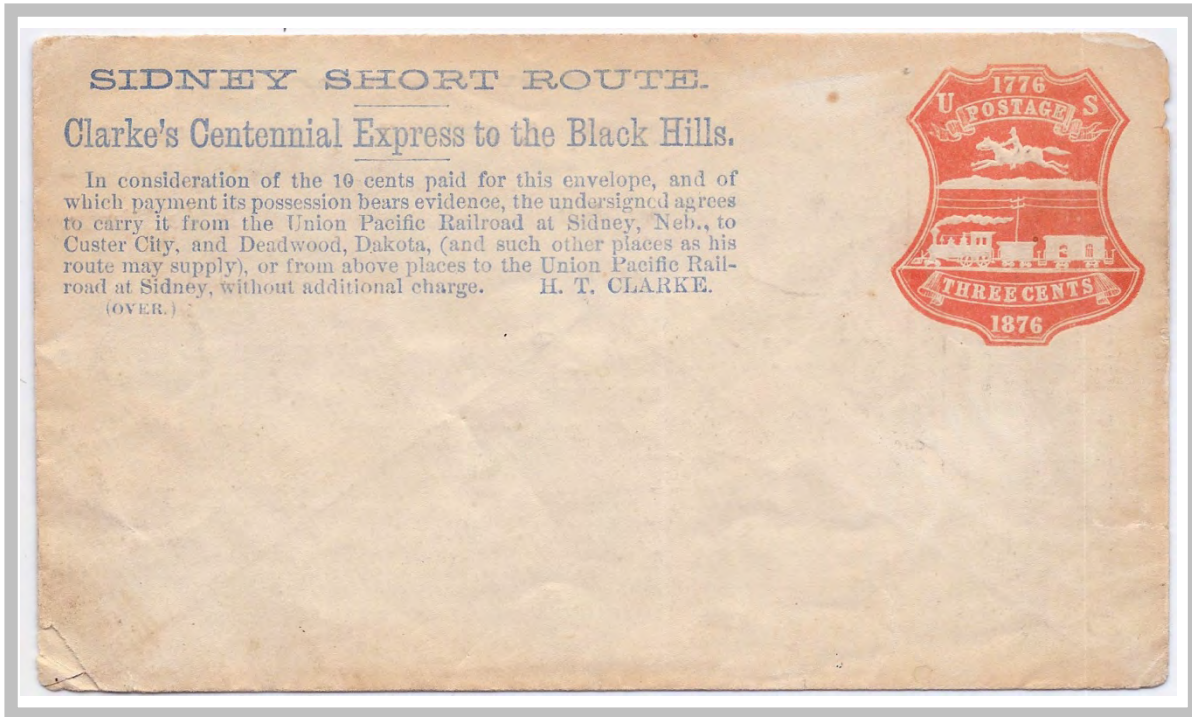 SIDNEY SHORT ROUTE.
Clarke's Centennial Express to the Black Hills.
In consideration of the 10 cents paid for this envelope, and of
which payment its possession bears evidence, the undersigned agrees
to carry it from the Union Pacific Railroad at Sidney, Neb., to
Custer City, and Deadwood, Dakota, (and such other places as his
route may supply), or from above places to the Union Pacific Rail-
road at Sidney, without additional charge. H. T. CLARKE.
(OVER.)
1776
U S
POSTAGE
THREE CENTS
1876